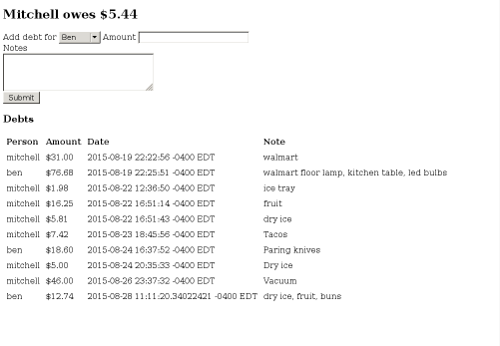 Mitchell owes $5.44
Add debt for Ben Amount
Notes
Submit
Debts
Person Amount Date Note
mitchell $31.00 2015-08-19 22:22:56 -0400 EDT walmart
ben $76.68 2015-08-19 22:25:51 -0400 EDT walmart floor lamp, kitchen table, led bulbs
mitchell $1.98 2015-08-22 12:36:50 -0400 EDT ice tray
mitchell $16.25 2015-08-22 16:51:14 -0400 EDT fruit
mitchell $5.81 2015-08-22 16:51:43 -0400 EDT dry ice
mitchell $7.42 2015-08-23 18:45:56 -0400 EDT Tacos
ben $18.60 2015-08-24 16:37:52 -0400 EDT Paring knives
mitchell $5.00 2015-08-24 20:35:33 -0400 EDT Dry ice
mitchell $46.00 2015-08-26 23:37:32 -0400 EDT Vacuum
ben $12.74 2015-08-28 11:11:20.34022421 -0400 EDT dry ice, fruit, buns